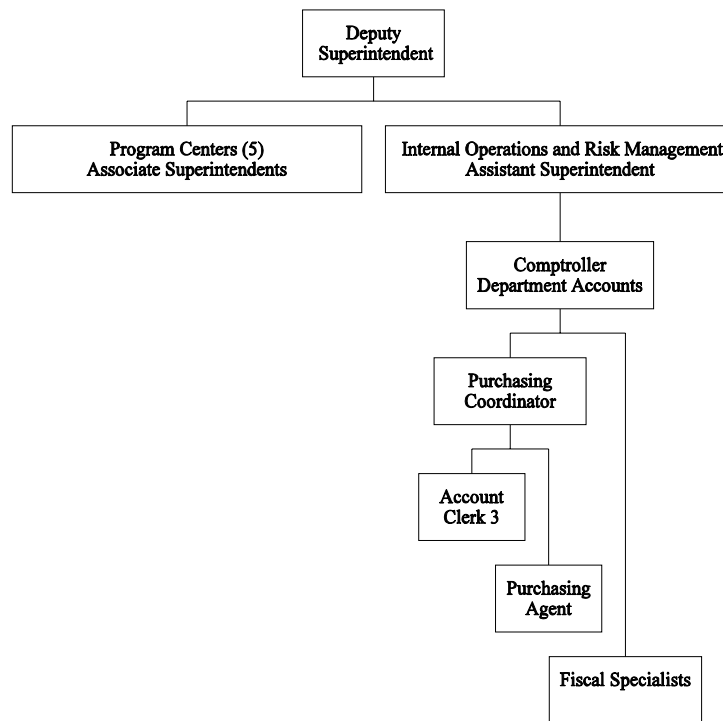 Deputy
Superintendent
Program Centers (5)
Associate Superintendents
Internal Operations and Risk Management
Assistant Superintendent
Comptroller
Department Accounts
Purchasing
Coordinator
Account
Clerk 3
Purchasing
Agent
Fiscal Specialists